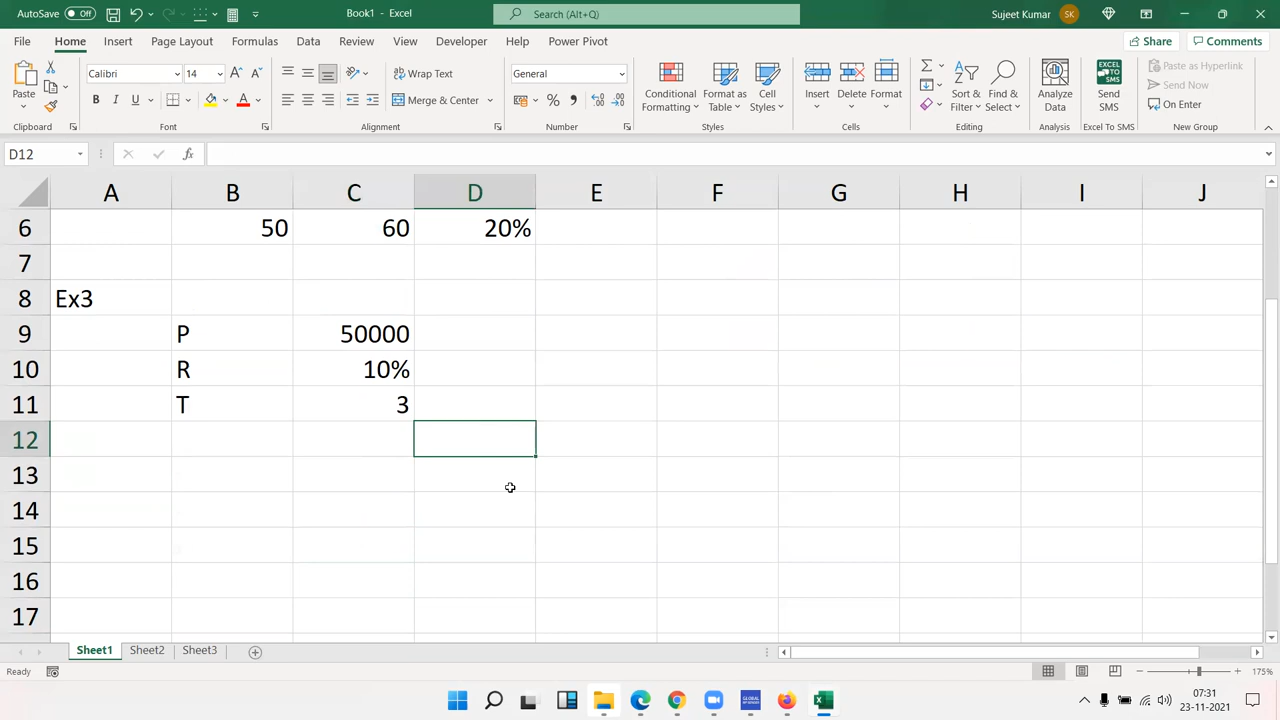 AutoSave Off Book1 - Excel Search (Alt+Q) Sujeet Kumar SK
File Home Insert Page Layout Formulas Data Review View Developer Help Power Pivot Share Comments
Paste Calibri 14 Wrap Text General Conditional Formatting Format as Table Cell Styles Insert Delete Format Sort & Filter Find & Select Analyze Data Send SMS Paste as Hyperlink
B I U Merge & Center Send Now
On Enter
Clipboard Font Alignment Number Styles Cells Editing Analysis Excel To SMS New Group
D12 fx
A B C D E F G H I J
6 50 60 20%
7
8 Ex3
9 P 50000
10 R 10%
11 T 3
12
13
14
15
16
17
Sheet1 Sheet2 Sheet3
Ready 175%
GLOBAL 07:31
23-11-2021